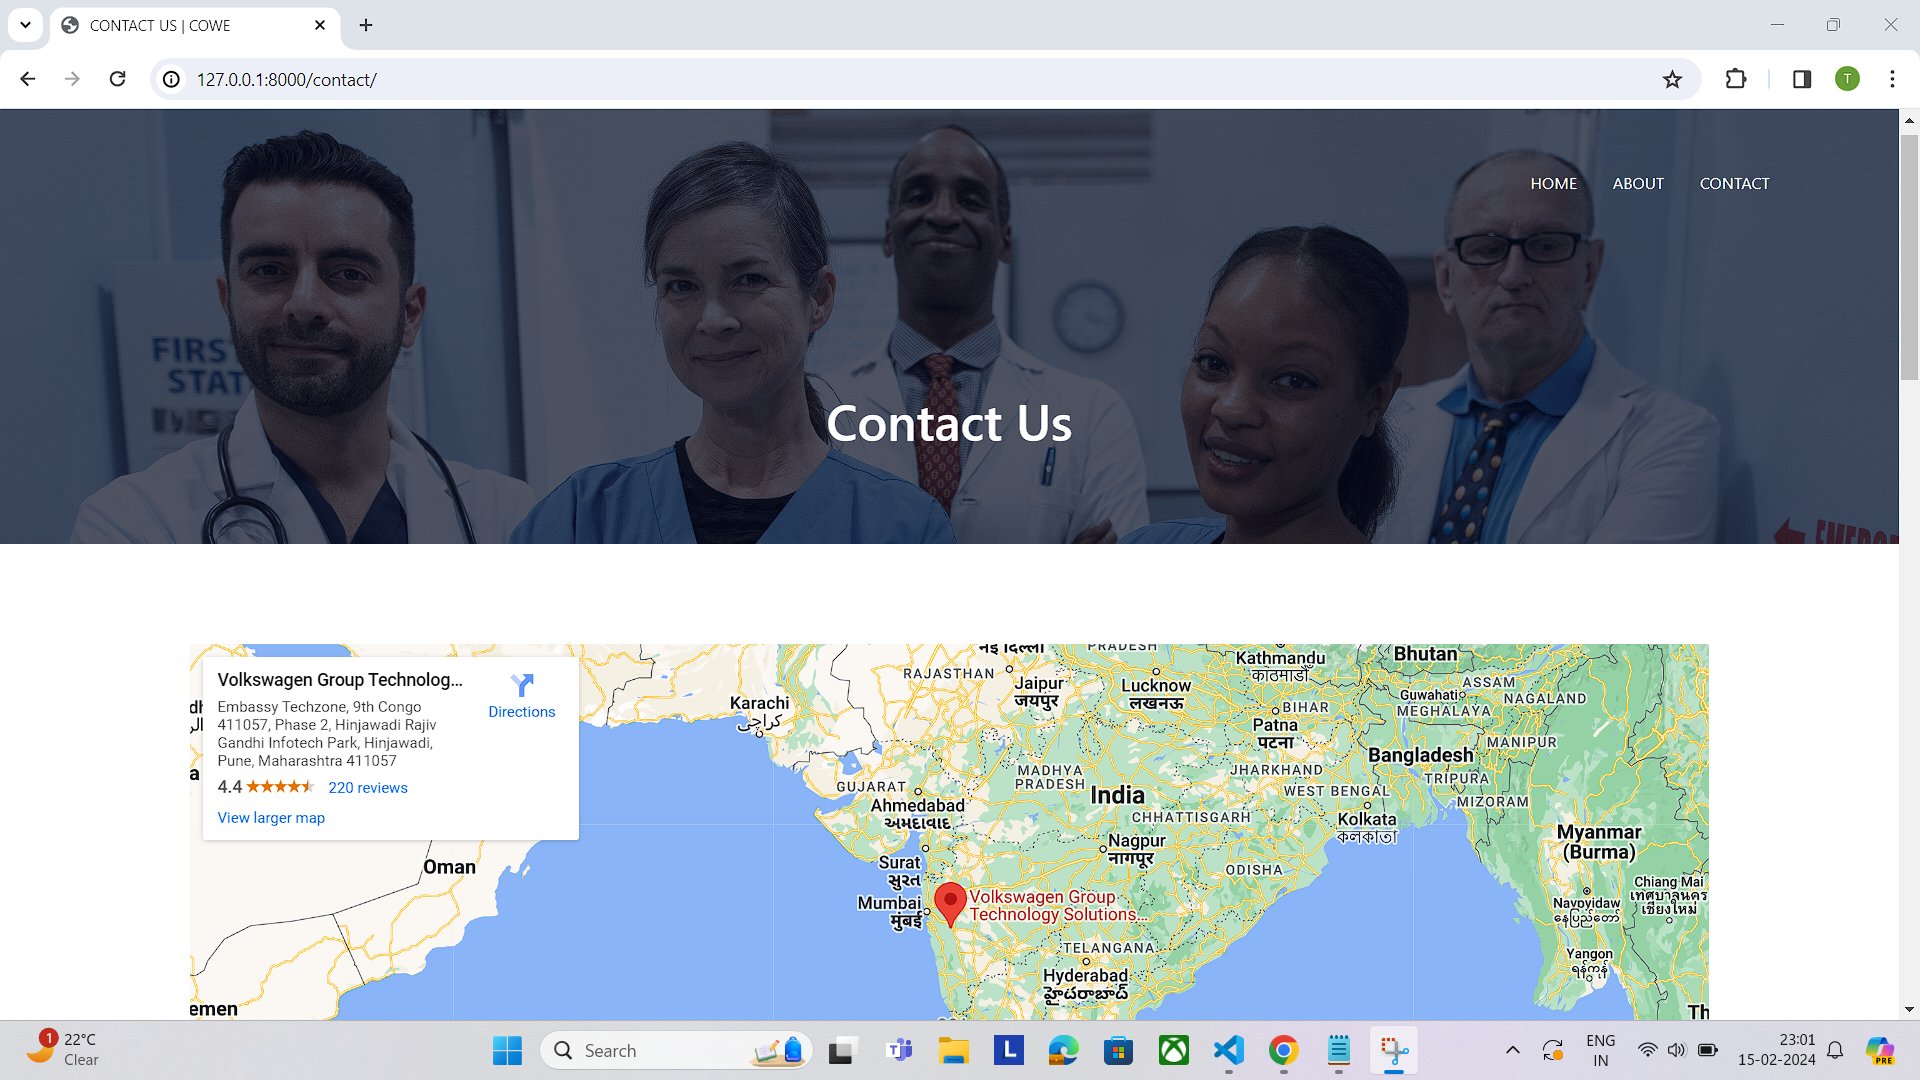 CONTACT US | COWE
127.0.0.1:8000/contact/
HOME ABOUT CONTACT
FIRS
STAT
Contact Us
Volkswagen Group Technolog...
Directions
Embassy Techzone, 9th Congo
411057, Phase 2, Hinjawadi Rajiv
Gandhi Infotech Park, Hinjawadi,
Pune, Maharashtra 411057
4.4
220 reviews
View larger map
नई दिल्ली
PRADESH
Kathmandu
काठमाडौं
Bhutan
RAJASTHAN
Jaipur
जयपुर
Lucknow
लखनऊ
ASSAM
Guwahati
NAGALAND
MEGHALAYA
Karachi
کراچی
BIHAR
Patna
पटना
MANIPUR
Bangladesh
MADHYA
PRADESH
JHARKHAND
TRIPURA
GUJARAT
India
WEST BENGAL
MIZORAM
Ahmedabad
અમદાવાદ
CHHATTISGARH
Kolkata
কলকাতা
Myanmar
(Burma)
Nagpur
नागपूर
Oman
Surat
સુરત
ODISHA
Chiang Mai
เชียงใหม่
Mumbai
मुंबई
Volkswagen Group
Technology Solutions...
Naypyidaw
နေပြည်တော်
TELANGANA
Yangon
ရန်ကုန်
Hyderabad
హైదరాబాద్
emen
Th
1
22°C
Clear
Search
ENG
IN
23:01
15-02-2024
PRE
T